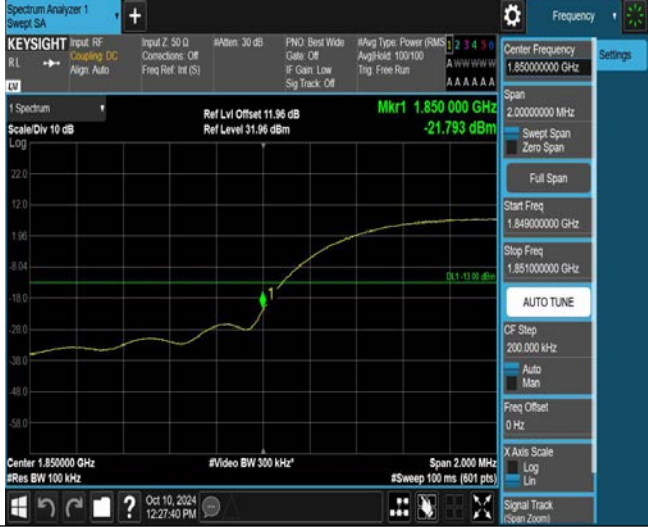 Spectrum Analyzer 1
Swept SA
+
Frequency
KEYSIGHT
RL
Input: RF
Coupling: DC
Align: Auto
Input Z: 50 Ω
Corrections: Off
Freq Ref: Int (S)
#Atten: 30 dB
PNO: Best Wide
Gate: Off
IF Gain: Low
Sig Track: Off
#Avg Type: Power (RMS
Avg|Hold: 100/100
Trig: Free Run
1 2 3 4 5 6
A W W W W W
A A A A A A
LV
1 Spectrum
Scale/Div 10 dB
Log
Ref Lvl Offset 11.96 dB
Ref Level 31.96 dBm
Mkr1 1.850 000 GHz
-21.793 dBm
22.0
12.0
1.96
-8.04
-18.0
-28.0
-38.0
-48.0
-58.0
DL1 -13.00 dBm
1
Center 1.850000 GHz
#Res BW 100 kHz
#Video BW 300 kHz*
Span 2.000 MHz
#Sweep 100 ms (601 pts)
?
Oct 10, 2024
12:27:40 PM
Center Frequency
1.850000000 GHz
Span
2.00000000 MHz
Swept Span
Zero Span
Full Span
Start Freq
1.849000000 GHz
Stop Freq
1.851000000 GHz
AUTO TUNE
CF Step
200.000 kHz
Auto
Man
Freq Offset
0 Hz
X Axis Scale
Log
Lin
Signal Track
(Span Zoom)
Settings